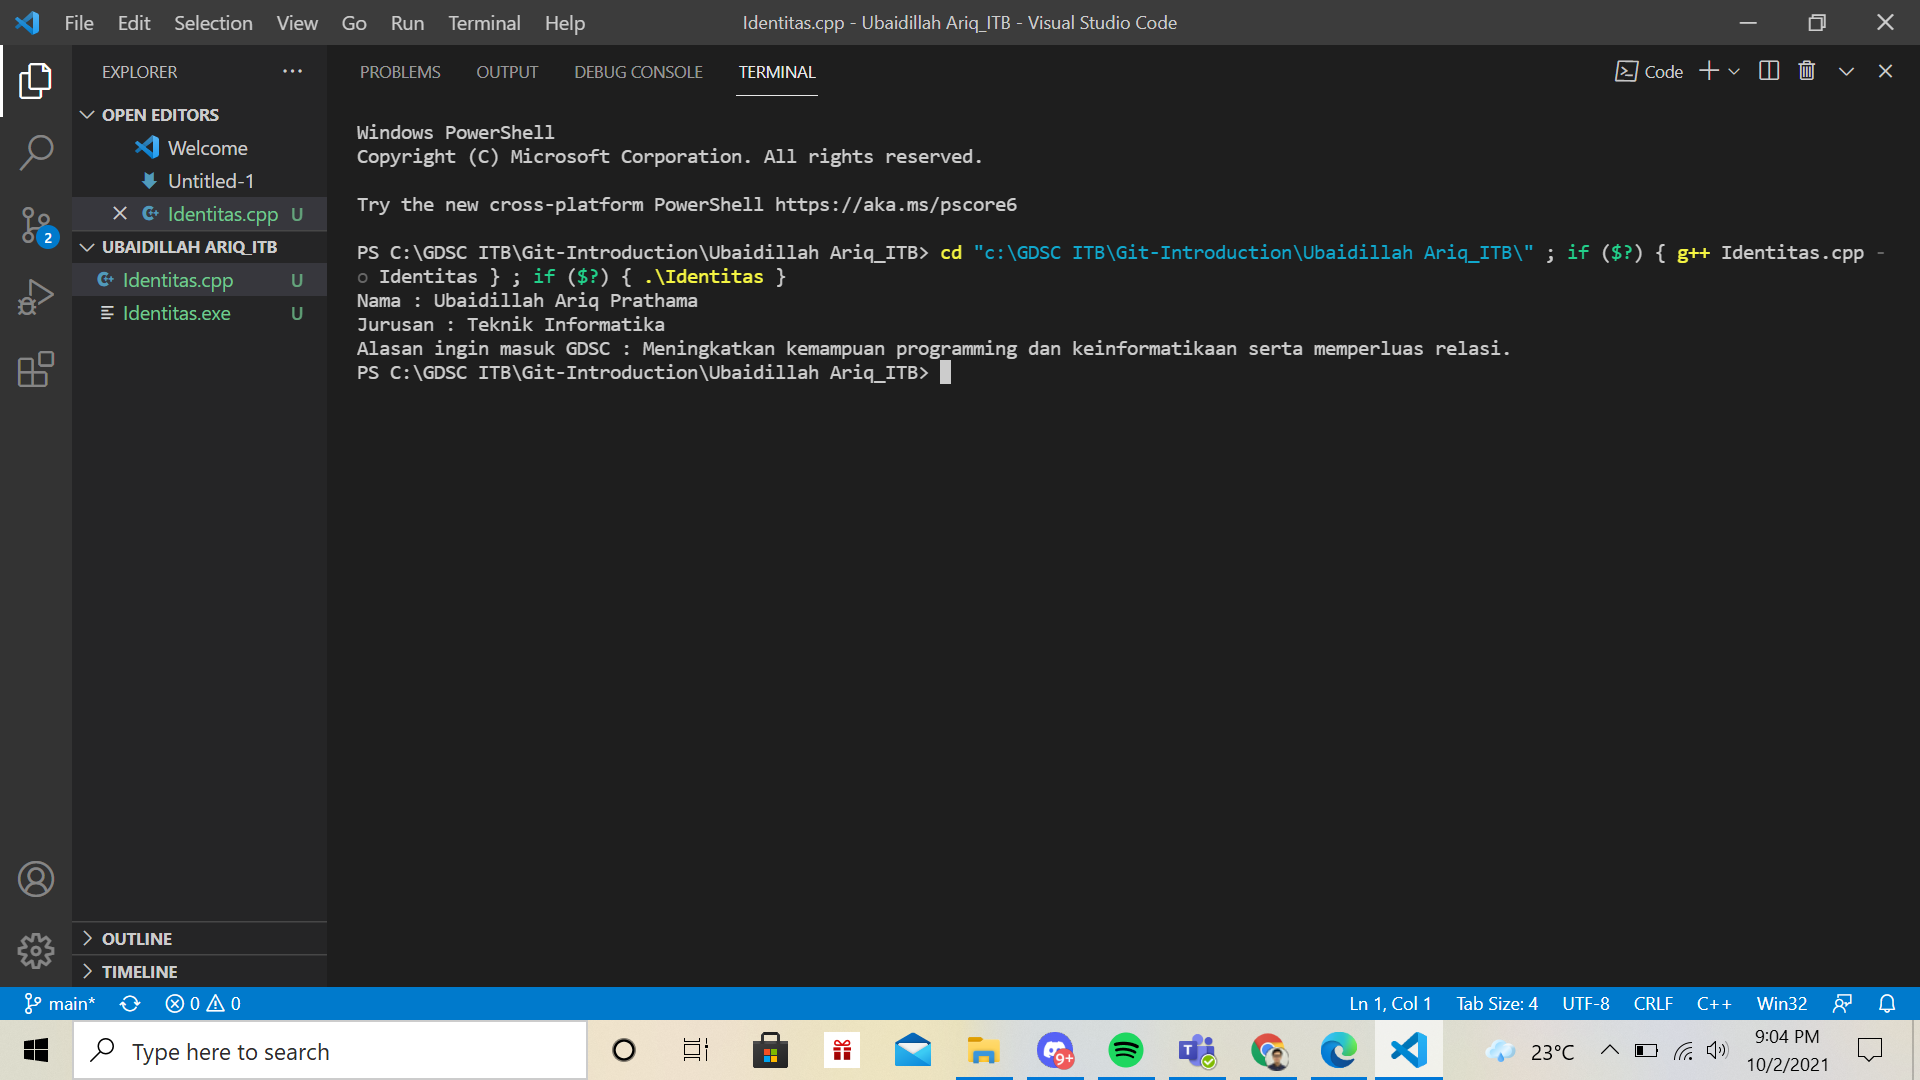 File Edit Selection View Go Run Terminal Help
Identitas.cpp - Ubaidillah Ariq_ITB - Visual Studio Code
EXPLORER
OPEN EDITORS
Welcome
Untitled-1
Identitas.cpp U
UBAIDILLAH ARIQ_ITB
Identitas.cpp U
Identitas.exe U
OUTLINE
TIMELINE
2
PROBLEMS OUTPUT DEBUG CONSOLE TERMINAL
Code
Windows PowerShell
Copyright (C) Microsoft Corporation. All rights reserved.
Try the new cross-platform PowerShell https://aka.ms/pscore6
PS C:\GDSC ITB\Git-Introduction\Ubaidillah Ariq_ITB> cd "c:\GDSC ITB\Git-Introduction\Ubaidillah Ariq_ITB\" ; if ($?) { g++ Identitas.cpp -
o Identitas } ; if ($?) { .\Identitas }
Nama : Ubaidillah Ariq Prathama
Jurusan : Teknik Informatika
Alasan ingin masuk GDSC : Meningkatkan kemampuan programming dan keinformatikaan serta memperluas relasi.
PS C:\GDSC ITB\Git-Introduction\Ubaidillah Ariq_ITB>
main* 0 0
Ln 1, Col 1 Tab Size: 4 UTF-8 CRLF C++ Win32
Type here to search
9+
23°C
9:04 PM
10/2/2021